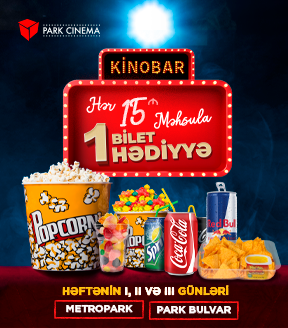 PARK CINEMA
KİNOBAR
Hər 15 ₼ Məhsula
1 BİLET
HƏDİYYƏ
POPCORN
POPCORN
Sprite
Coca-Cola
Red Bull
HƏFTƏNİN I, II VƏ III GÜNLƏRİ
METROPARK
PARK BULVAR